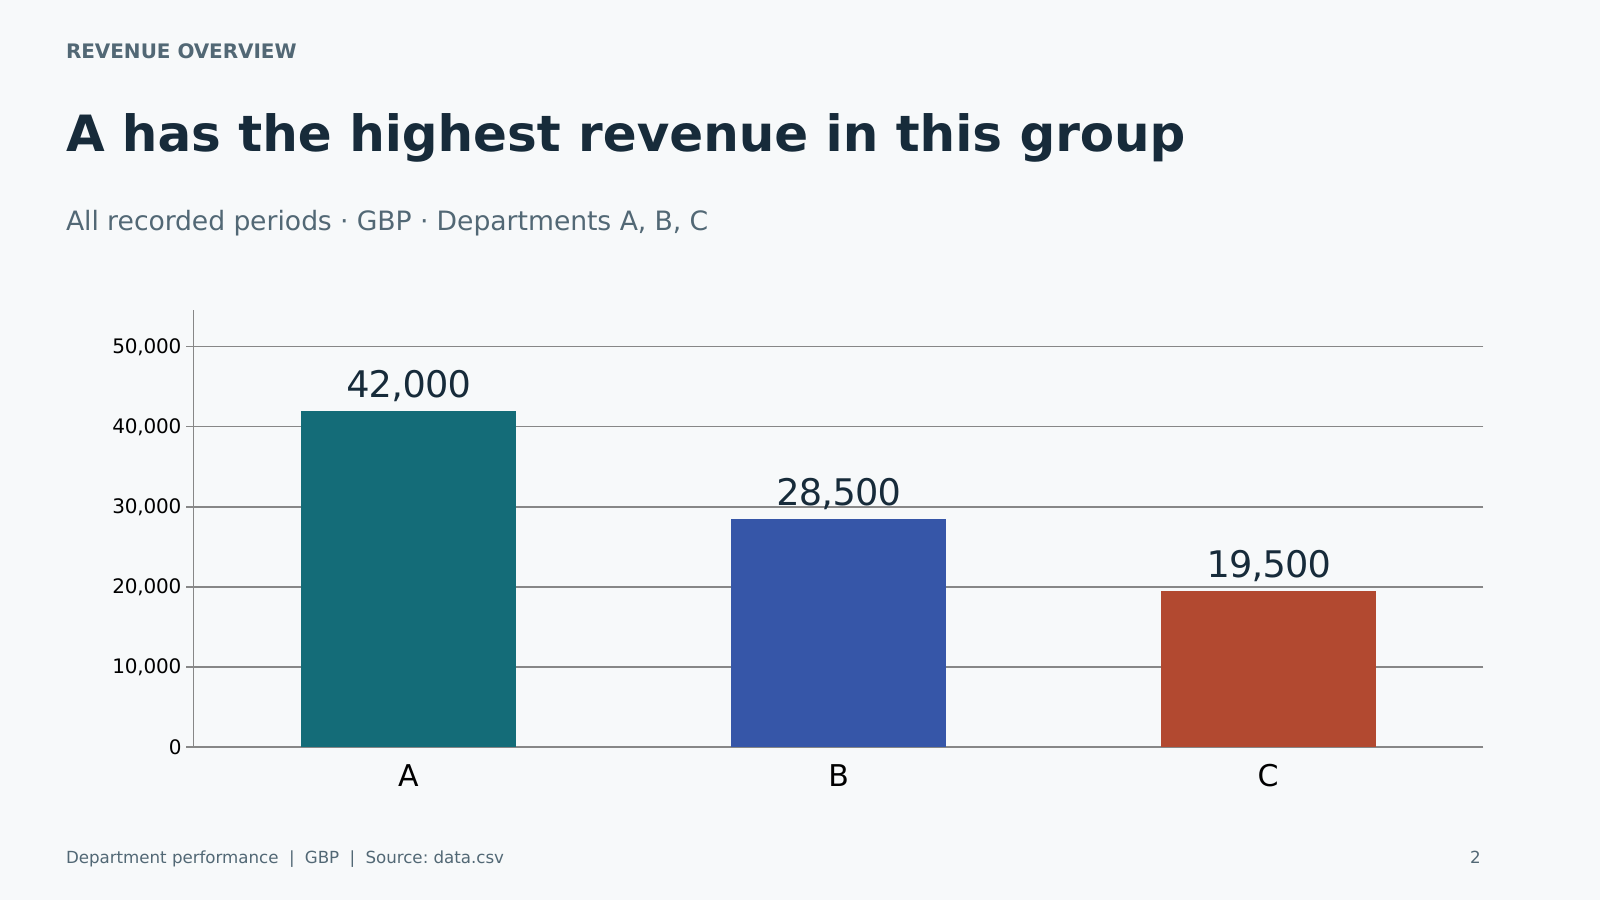 REVENUE OVERVIEW
A has the highest revenue in this group
All recorded periods · GBP · Departments A, B, C
50,000
40,000
30,000
20,000
10,000
0
42,000
28,500
19,500
A
B
C
Department performance | GBP | Source: data.csv
2